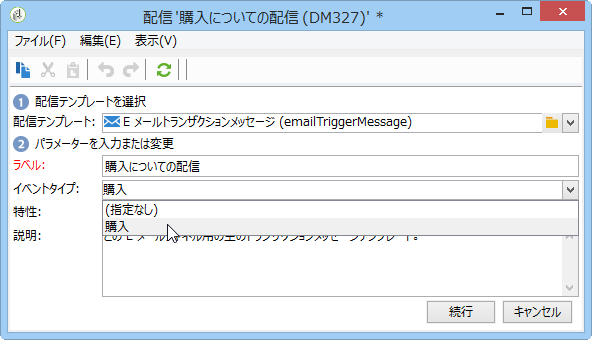 配信 '購入についての配信 (DM327)' *
ファイル(F) 編集(E) 表示(V)
1 配信テンプレートを選択
配信テンプレート: E メールトランザクションメッセージ (emailTriggerMessage)
2 パラメーターを入力または変更
ラベル: 購入についての配信
イベントタイプ: 購入
特性: (指定なし)
購入
説明:
続行 キャンセル